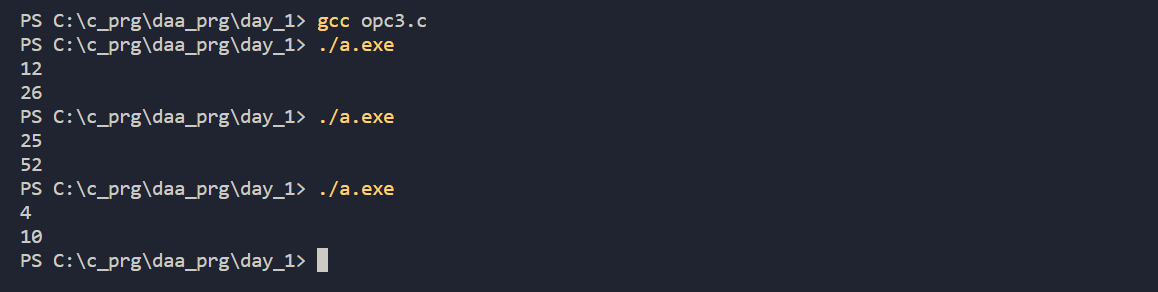 PS C:\c_prg\daa_prg\day_1> gcc opc3.c
PS C:\c_prg\daa_prg\day_1> ./a.exe
12
26
PS C:\c_prg\daa_prg\day_1> ./a.exe
25
52
PS C:\c_prg\daa_prg\day_1> ./a.exe
4
10
PS C:\c_prg\daa_prg\day_1>